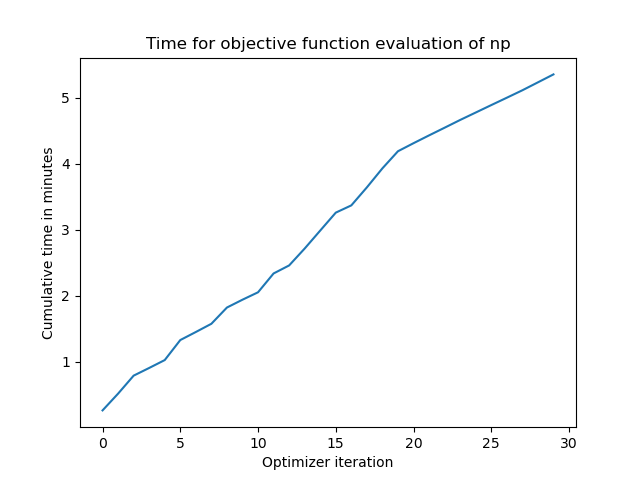 Time for objective function evaluation of np
Cumulative time in minutes
5
4
3
2
1
0 5 10 15 20 25 30
Optimizer iteration